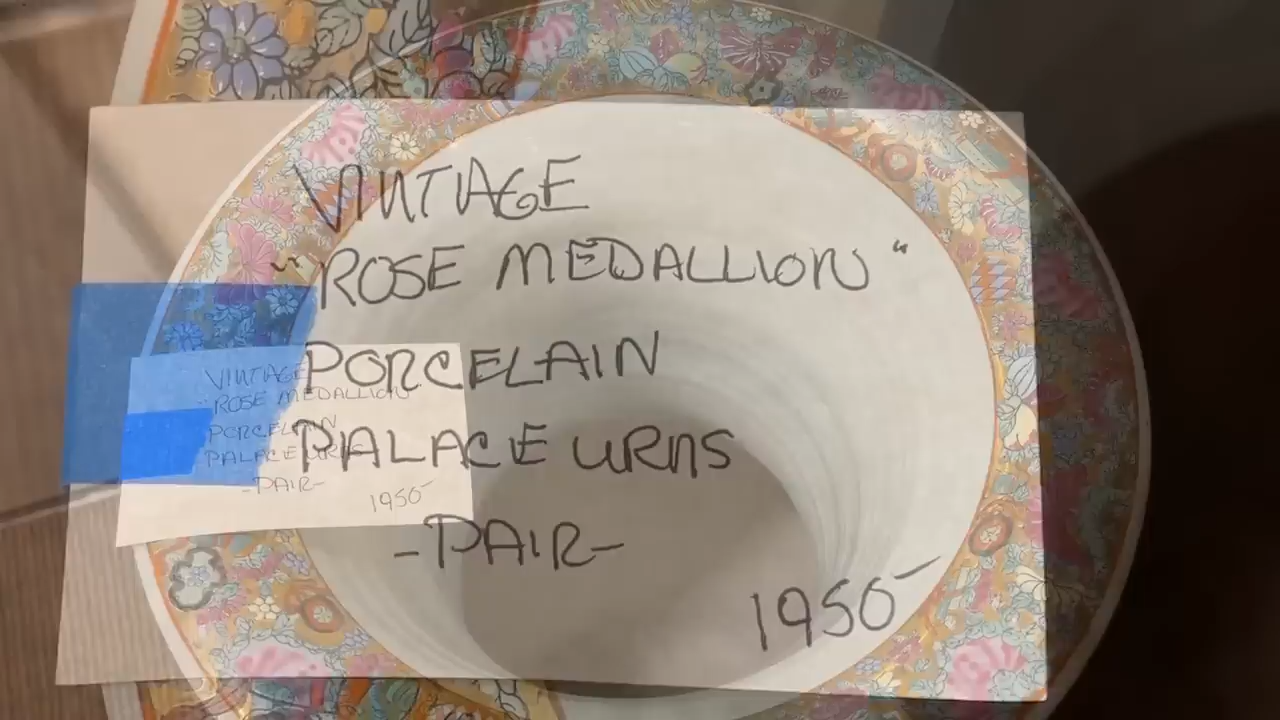 VINTAGE
"ROSE MEDALLION"
PORCELAIN
PALACE URNS
-PAIR-
1950
VINTAGE
"ROSE MEDALLION
PORCELAIN
PALACE URNS
-PAIR-
1950